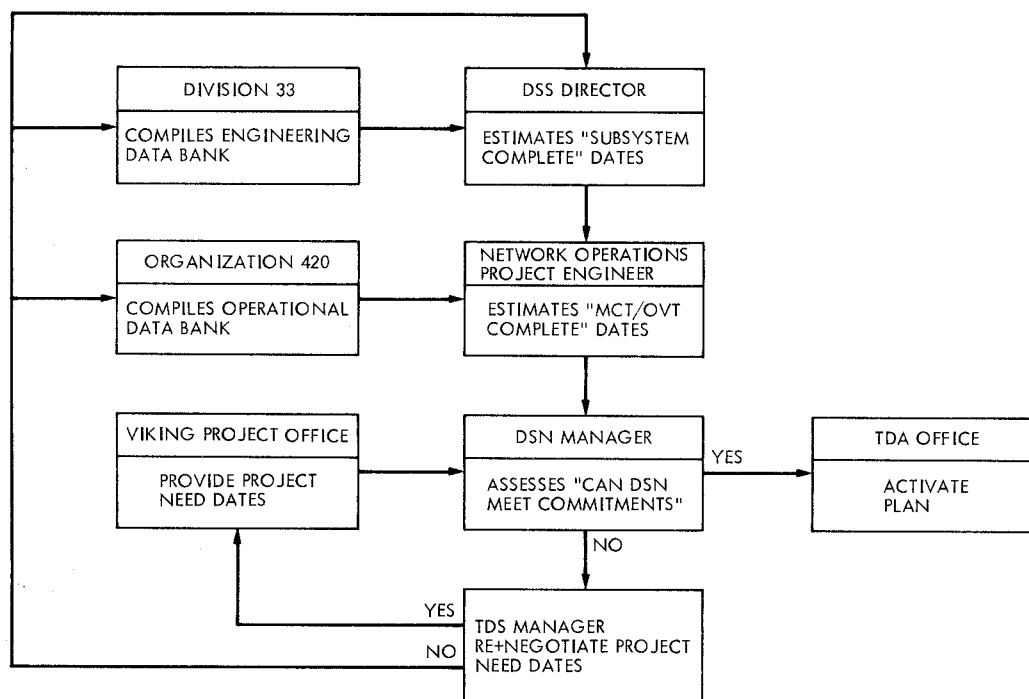 DIVISION 33
COMPILES ENGINEERING
DATA BANK
DSS DIRECTOR
ESTIMATES "SUBSYSTEM
COMPLETE" DATES
ORGANIZATION 420
COMPILES OPERATIONAL
DATA BANK
NETWORK OPERATIONS
PROJECT ENGINEER
ESTIMATES "MCT/OVT
COMPLETE" DATES
VIKING PROJECT OFFICE
PROVIDE PROJECT
NEED DATES
DSN MANAGER
ASSESSES "CAN DSN
MEET COMMITMENTS"
YES
TDA OFFICE
ACTIVATE
PLAN
NO
YES
NO
TDS MANAGER
RE+NEGOTIATE PROJECT
NEED DATES